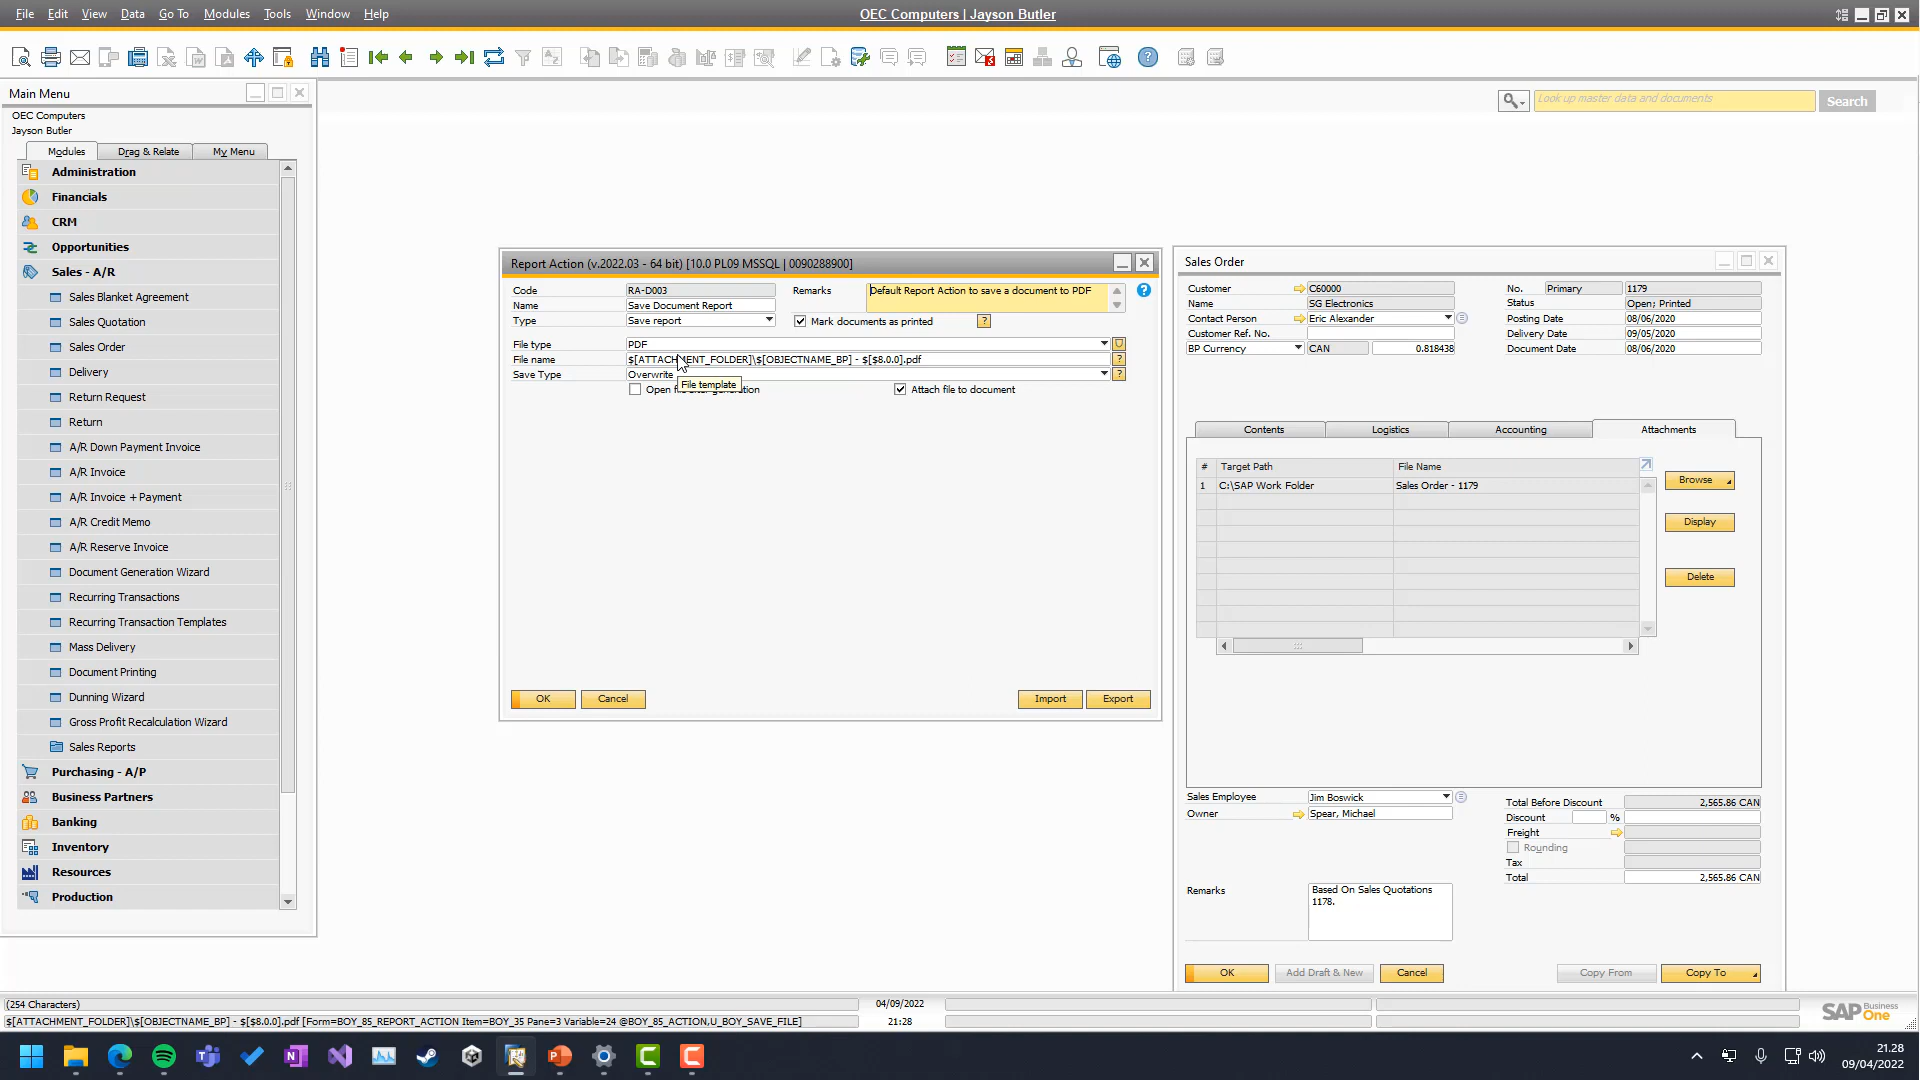 File Edit View Data Go To Modules Tools Window Help
OEC Computers | Jayson Butler
Look up master data and documents
Search
Main Menu
OEC Computers
Jayson Butler
Modules
Drag & Relate
My Menu
Administration
Financials
CRM
Opportunities
Sales - A/R
Sales Blanket Agreement
Sales Quotation
Sales Order
Delivery
Return Request
Return
A/R Down Payment Invoice
A/R Invoice
A/R Invoice + Payment
A/R Credit Memo
A/R Reserve Invoice
Document Generation Wizard
Recurring Transactions
Recurring Transaction Templates
Mass Delivery
Document Printing
Dunning Wizard
Gross Profit Recalculation Wizard
Sales Reports
Purchasing - A/P
Business Partners
Banking
Inventory
Resources
Production
Report Action (v.2022.03 - 64 bit) [10.0 PL09 MSSQL | 0090288900]
Code RA-D003
Name Save Document Report
Type Save report
Remarks Default Report Action to save a document to PDF
Mark documents as printed ?
File type PDF
File name $[ATTACHMENT_FOLDER]\$[OBJECTNAME_BP] - $[$8.0.0].pdf ?
Save Type Overwrite ?
File template
Attach file to document
OK
Cancel
Import
Export
Sales Order
Customer C60000
Name SG Electronics
Contact Person Eric Alexander
Customer Ref. No.
BP Currency CAN 0.818438
No. Primary 1179
Status Open; Printed
Posting Date 08/06/2020
Delivery Date 09/05/2020
Document Date 08/06/2020
Contents
Logistics
Accounting
Attachments
# Target Path File Name
1 C:\SAP Work Folder Sales Order - 1179
Browse
Display
Delete
Sales Employee Jim Boswick
Owner Spear, Michael
Total Before Discount 2,565.86 CAN
Discount %
Freight
Rounding
Tax
Total 2,565.86 CAN
Remarks Based On Sales Quotations
1178.
OK
Add Draft & New
Cancel
Copy From
Copy To
(254 Characters)
04/09/2022
$[ATTACHMENT_FOLDER]\$[OBJECTNAME_BP] - $[$8.0.0].pdf [Form=BOY_85_REPORT_ACTION Item=BOY_35 Pane=3 Variable=24 @BOY_85_ACTION,U_BOY_SAVE_FILE]
21:28
SAP Business One
21.28
09/04/2022